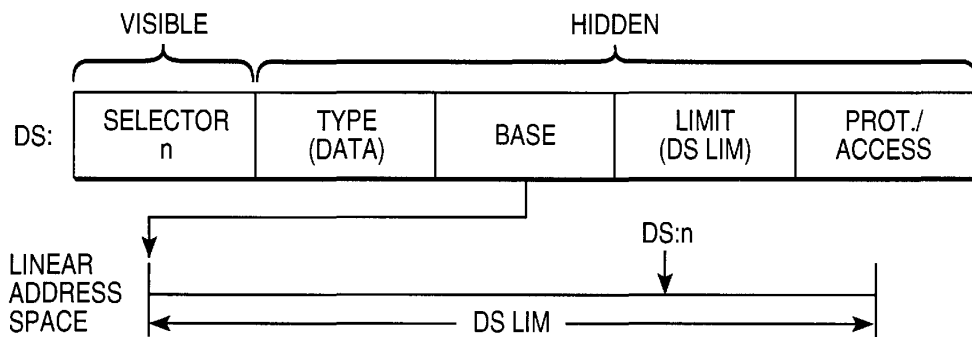 VISIBLE
HIDDEN
DS:
SELECTOR
n
TYPE
(DATA)
BASE
LIMIT
(DS LIM)
PROT./
ACCESS
DS:n
LINEAR
ADDRESS
SPACE
DS LIM